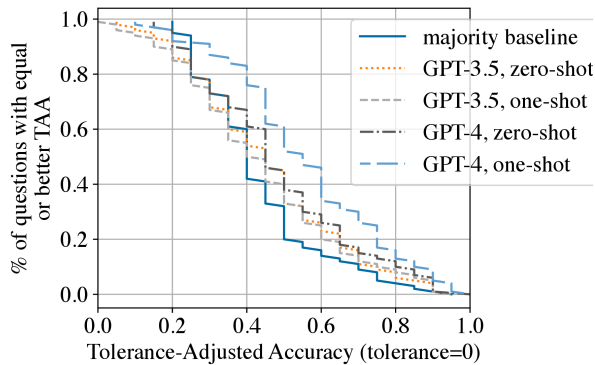 % of questions with equal
or better TAA
1.0
0.8
0.6
0.4
0.2
0.0
majority baseline
GPT-3.5, zero-shot
GPT-3.5, one-shot
GPT-4, zero-shot
GPT-4, one-shot
0.0 0.2 0.4 0.6 0.8 1.0
Tolerance-Adjusted Accuracy (tolerance=0)